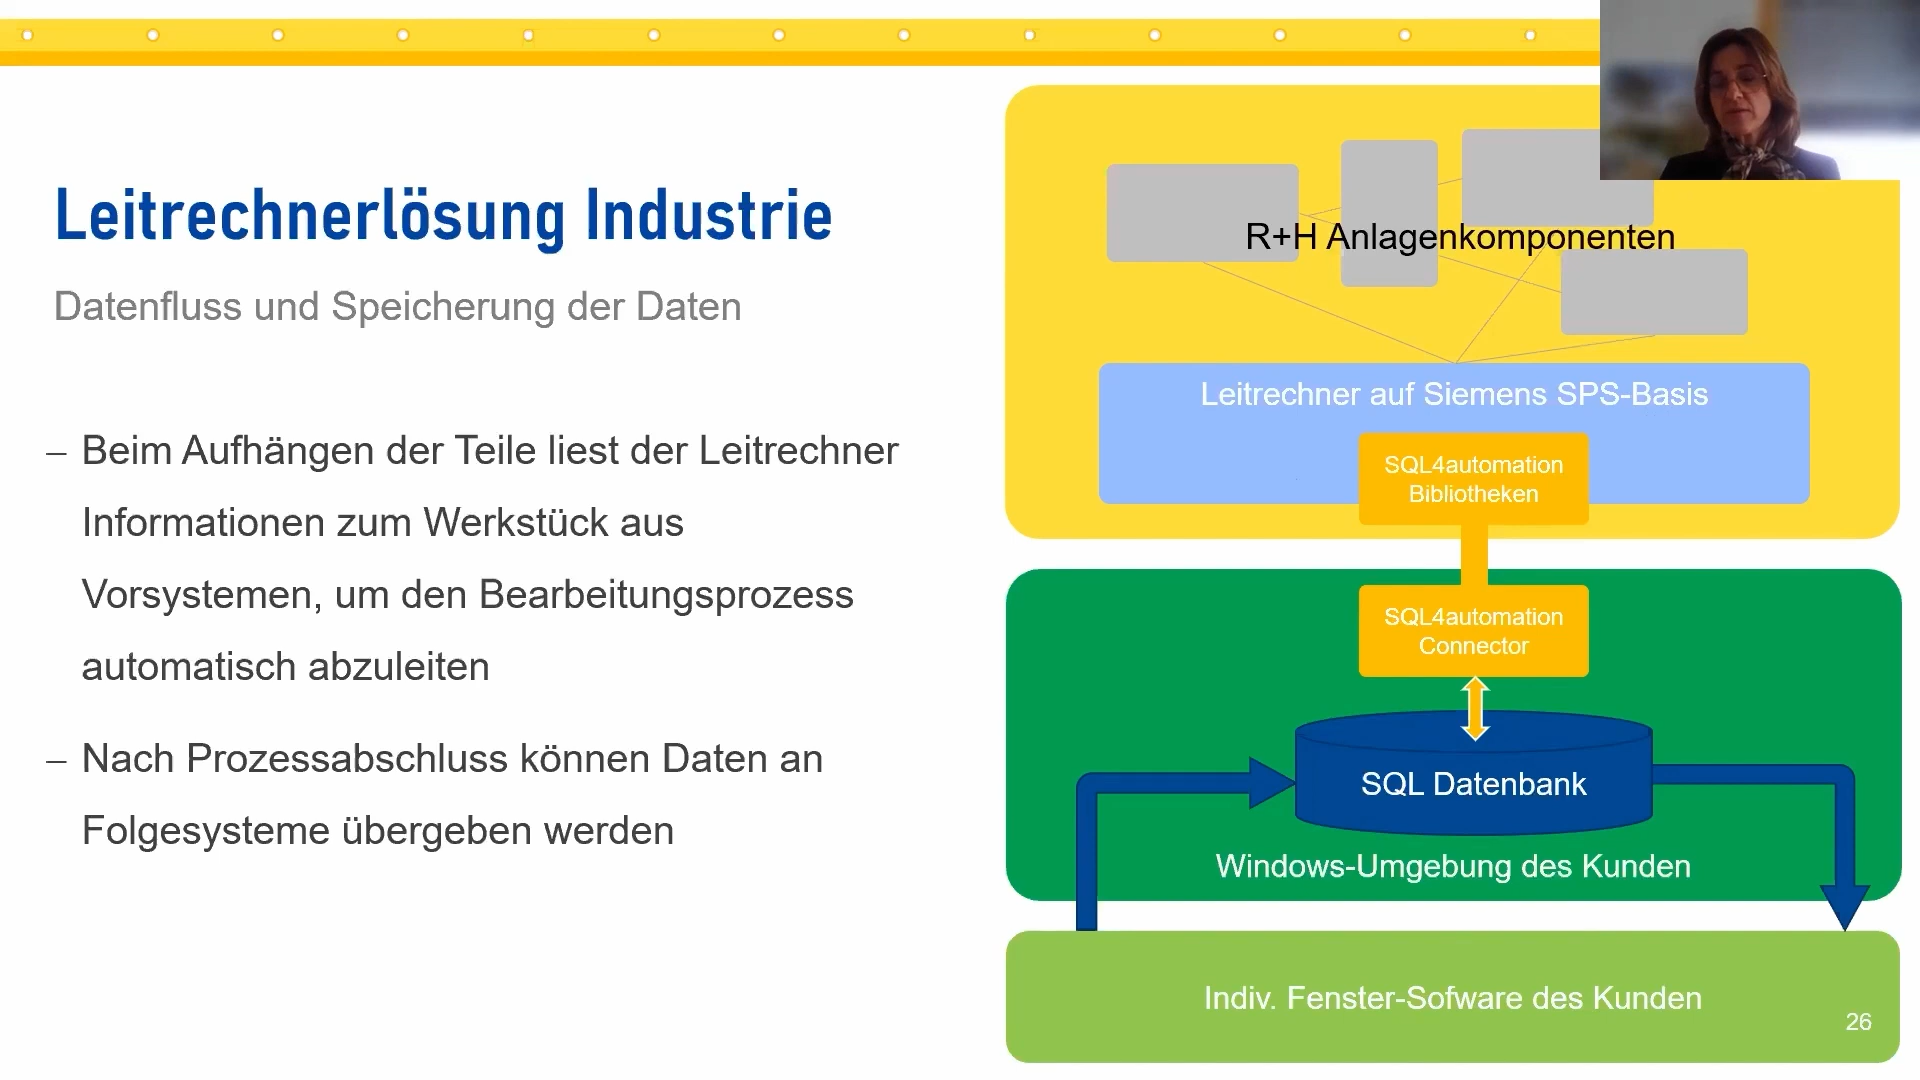 Leitrechnerlösung Industrie
Datenfluss und Speicherung der Daten
– Beim Aufhängen der Teile liest der Leitrechner
Informationen zum Werkstück aus
Vorsystemen, um den Bearbeitungsprozess
automatisch abzuleiten
– Nach Prozessabschluss können Daten an
Folgesysteme übergeben werden
R+H Anlagenkomponenten
Leitrechner auf Siemens SPS-Basis
SQL4automation
Bibliotheken
SQL4automation
Connector
SQL Datenbank
Windows-Umgebung des Kunden
Indiv. Fenster-Sofware des Kunden
26